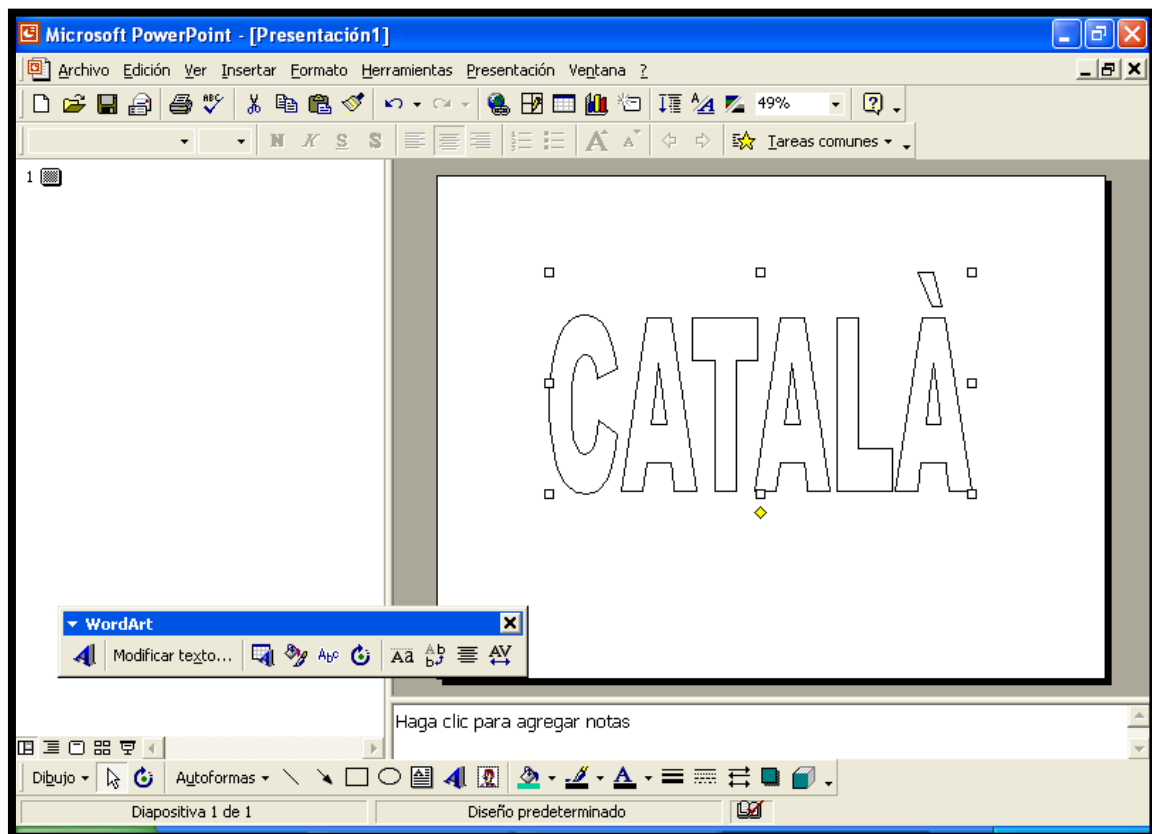 Microsoft PowerPoint - [Presentación1]
Archivo Edición Ver Insertar Formato Herramientas Presentación Ventana ?
49%
N K S S Tareas comunes
1
CATALÀ
WordArt
Modificar texto...
Haga clic para agregar notas
Dibujo Autoformas
Diapositiva 1 de 1 Diseño predeterminado